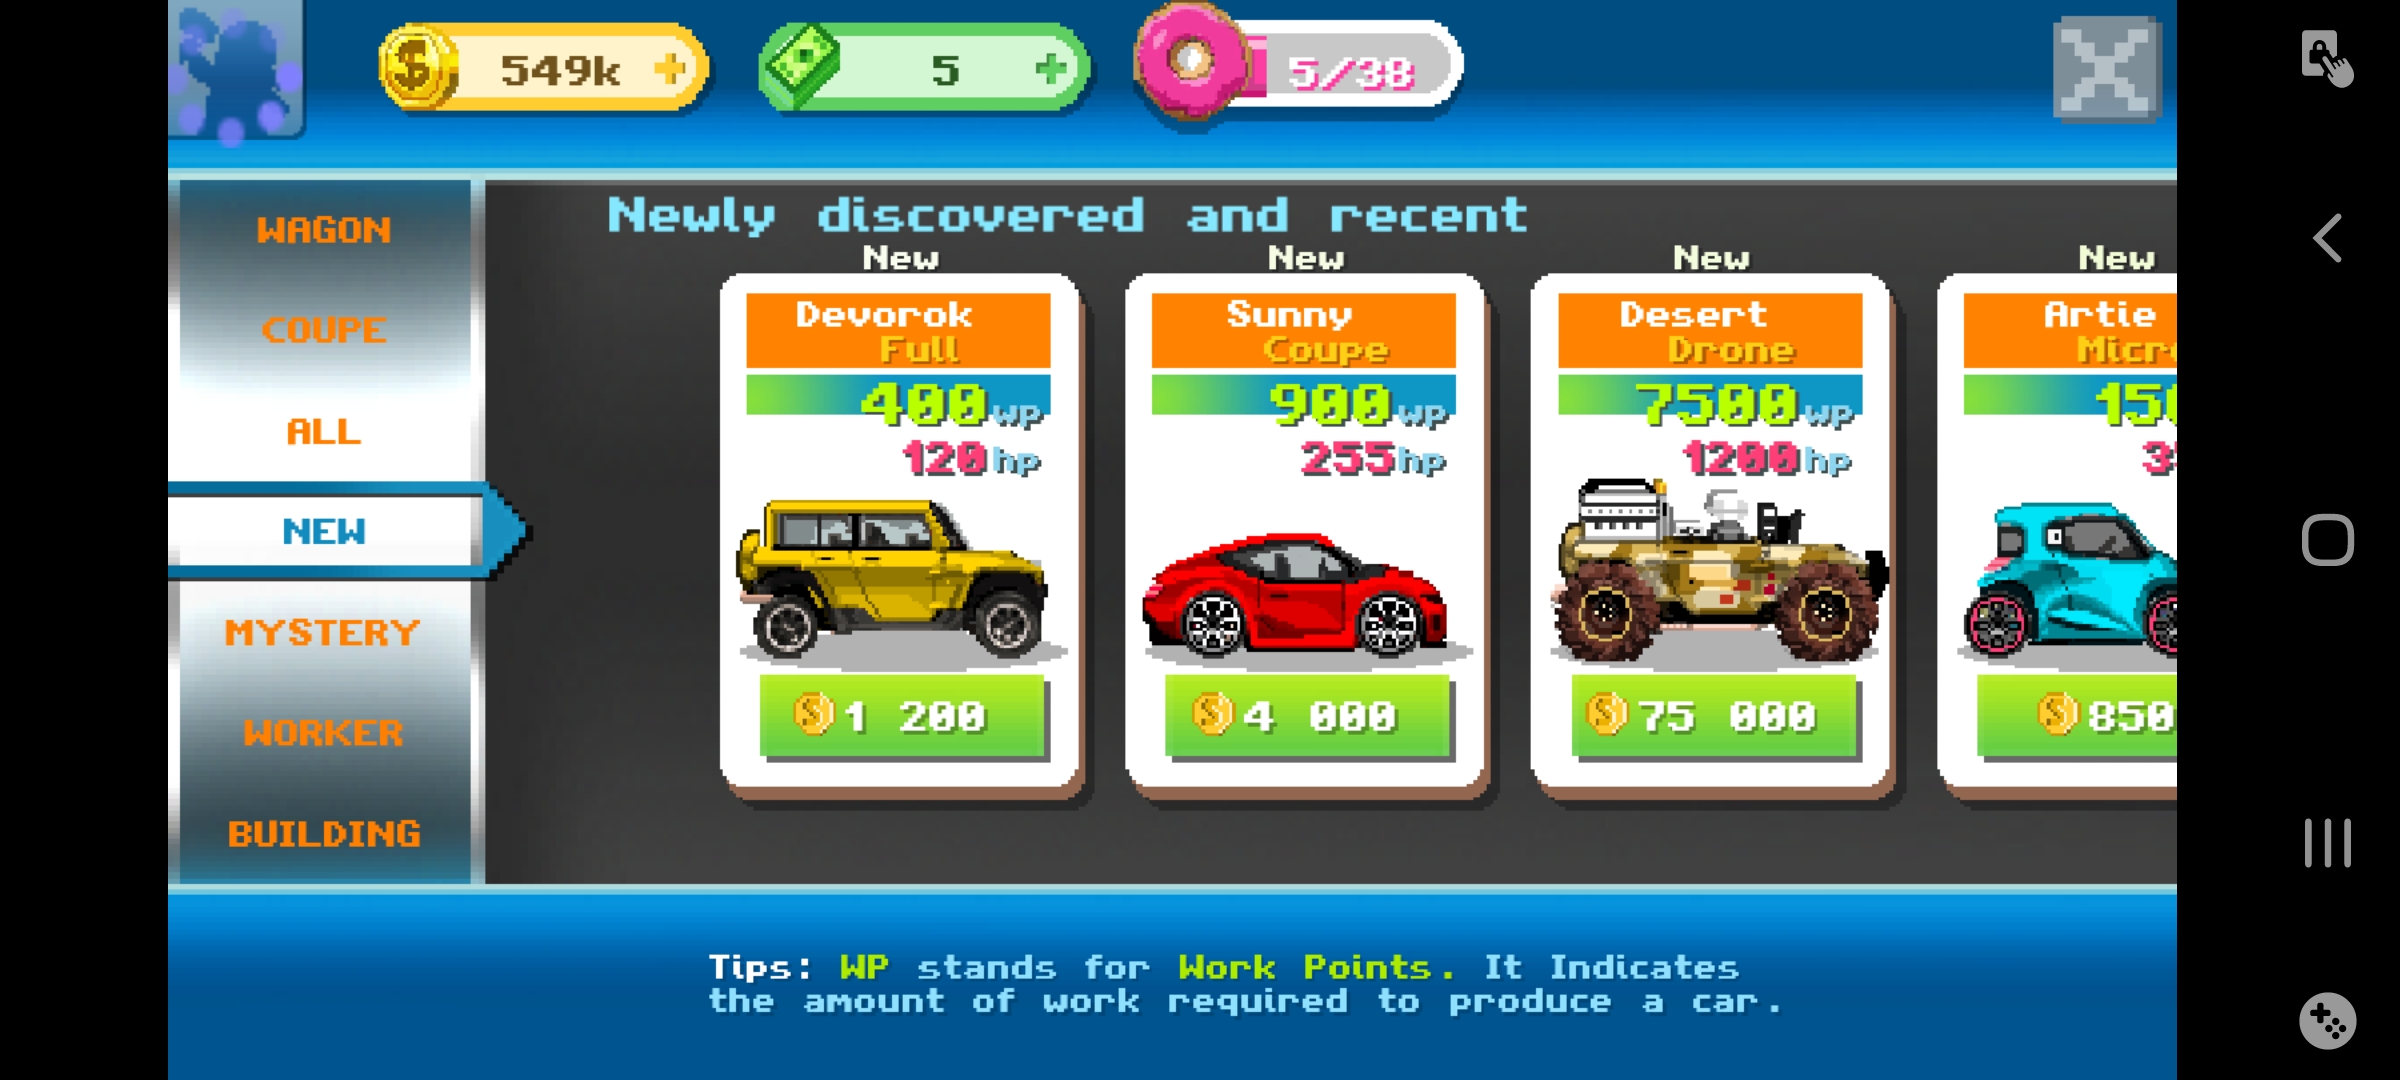 549k
5
5/38
WAGON
COUPE
ALL
NEW
MYSTERY
WORKER
BUILDING
Newly discovered and recent
New
Devorok
Full
400wp
120hp
1 200
New
Sunny
Coupe
900wp
255hp
4 000
New
Desert
Drone
7500wp
1200hp
75 000
New
Artie
850
Tips: WP stands for Work Points. It Indicates
the amount of work required to produce a car.